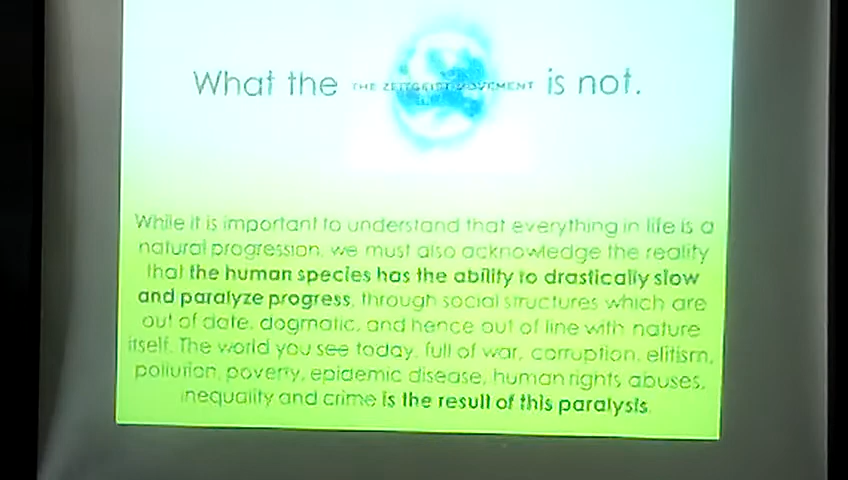 What the THE ZEITGEIST MOVEMENT is not.
While it is important to understand that everything in life is a
natural progression, we must also acknowledge the reality
that the human species has the ability to drastically slow
and paralyze progress, through social structures which are
out of date, dogmatic, and hence out of line with nature
itself. The world you see today, full of war, corruption, elitism,
pollution, poverty, epidemic disease, human rights abuses,
inequality and crime is the result of this paralysis.